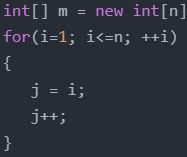 int[] m = new int[n]
for(i=1; i<=n; ++i)
{
j = i;
j++;
}